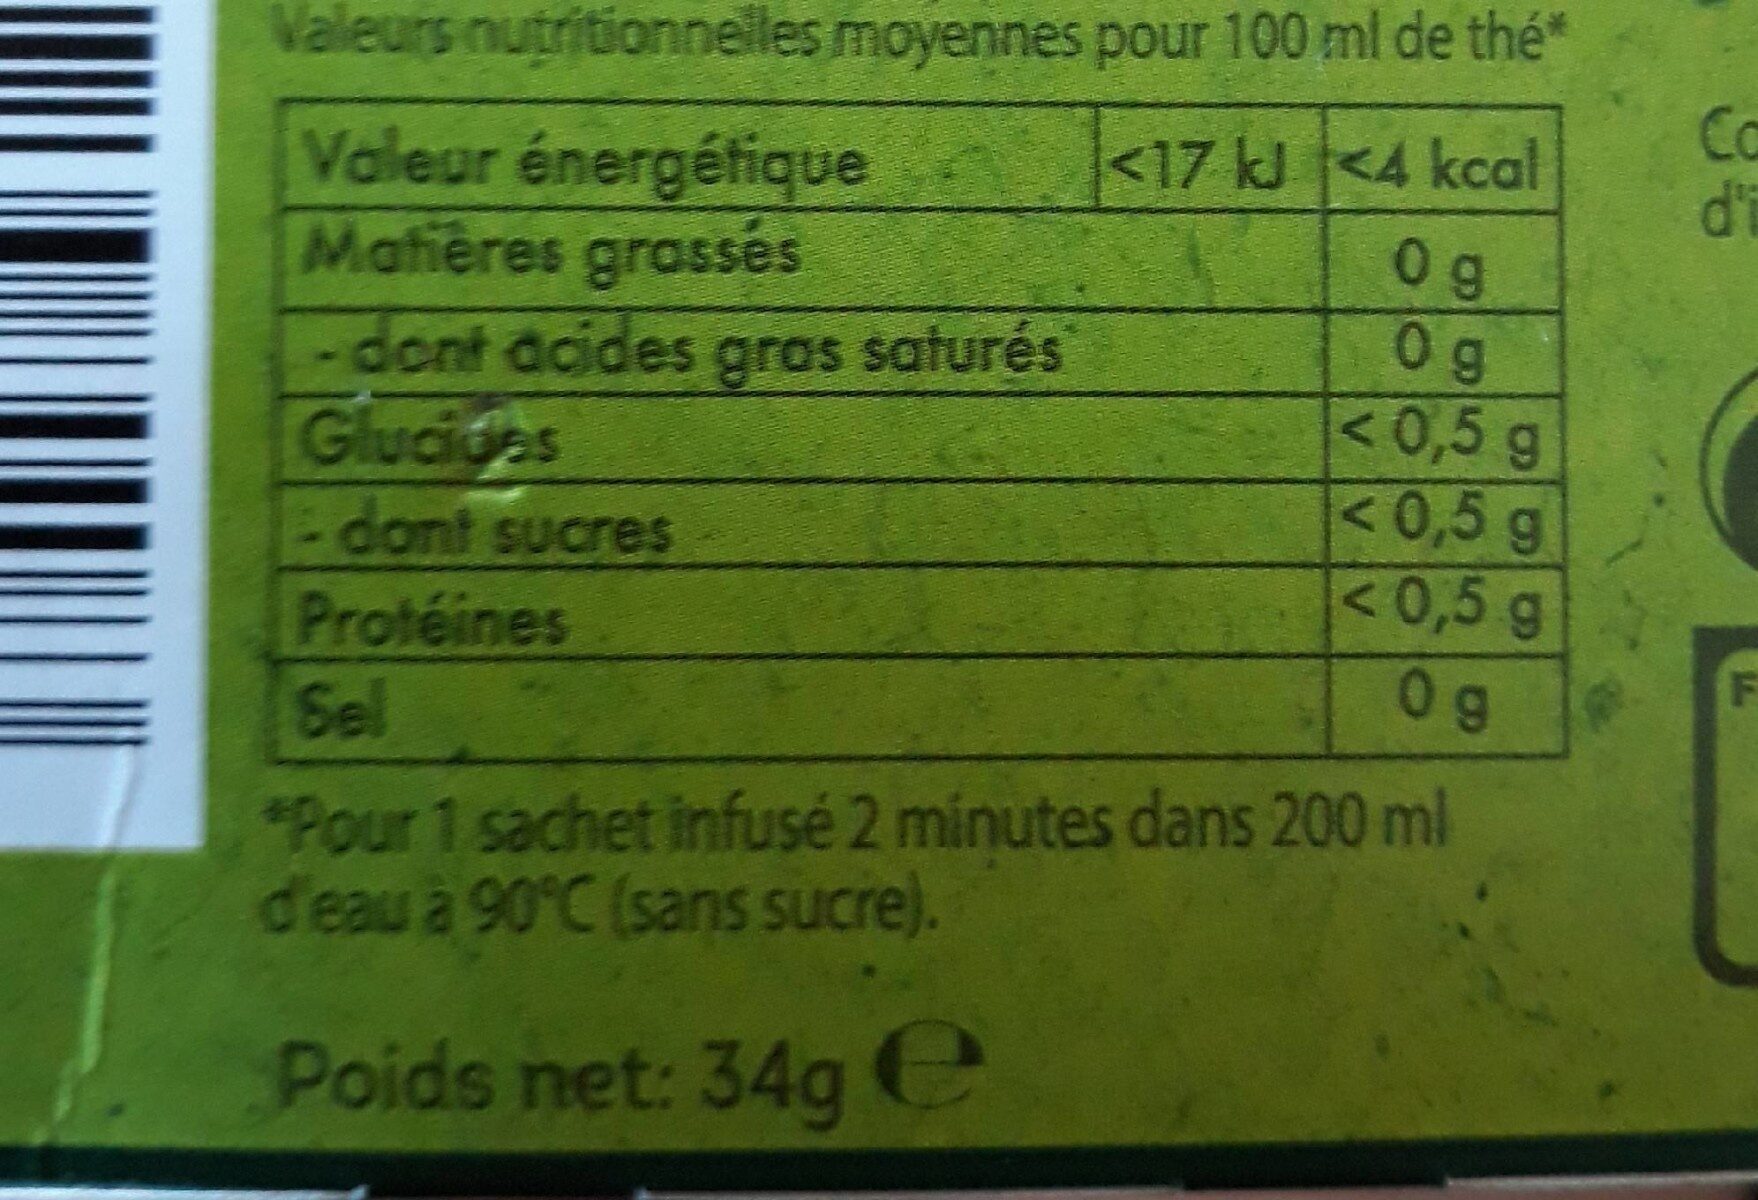 Valeurs nutritionnelles moyennes pour 100 ml de thé*
Valeur énergétique <17 kJ <4 kcal
Matières grasses 0 g
- dont acides gras saturés 0 g
Glucides < 0,5 g
- dont sucres < 0,5 g
Protéines < 0,5 g
Sel 0 g
*Pour 1 sachet infusé 2 minutes dans 200 ml
d'eau à 90°C (sans sucre).
Poids net: 34g e